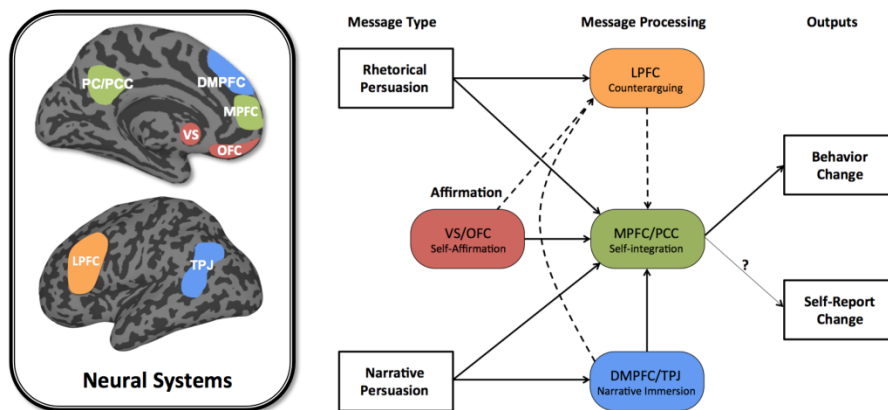 PC/PCC
DMPFC
MPFC
VS
OFC
LPFC
TPJ
Neural Systems
Message Type
Message Processing
Outputs
Rhetorical
Persuasion
LPFC
Counterarguing
Affirmation
VS/OFC
Self-Affirmation
MPFC/PCC
Self-integration
Behavior
Change
?
Self-Report
Change
Narrative
Persuasion
DMPFC/TPJ
Narrative Immersion